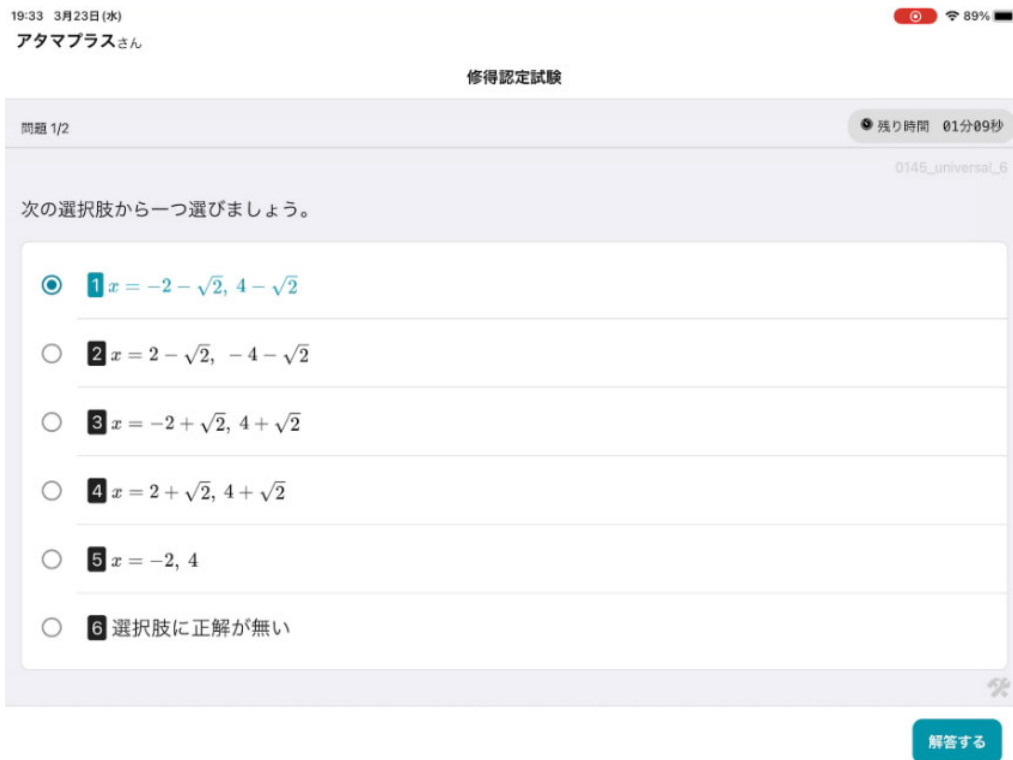 19:33 3月23日(水)
89%
アタマプラスさん
修得認定試験
問題 1/2
残り時間 01分09秒
0145_universal_6
次の選択肢から一つ選びましょう。
1 x = −2 − √2, 4 − √2
2 x = 2 − √2, − 4 − √2
3 x = −2 + √2, 4 + √2
4 x = 2 + √2, 4 + √2
5 x = −2, 4
6 選択肢に正解が無い
解答する